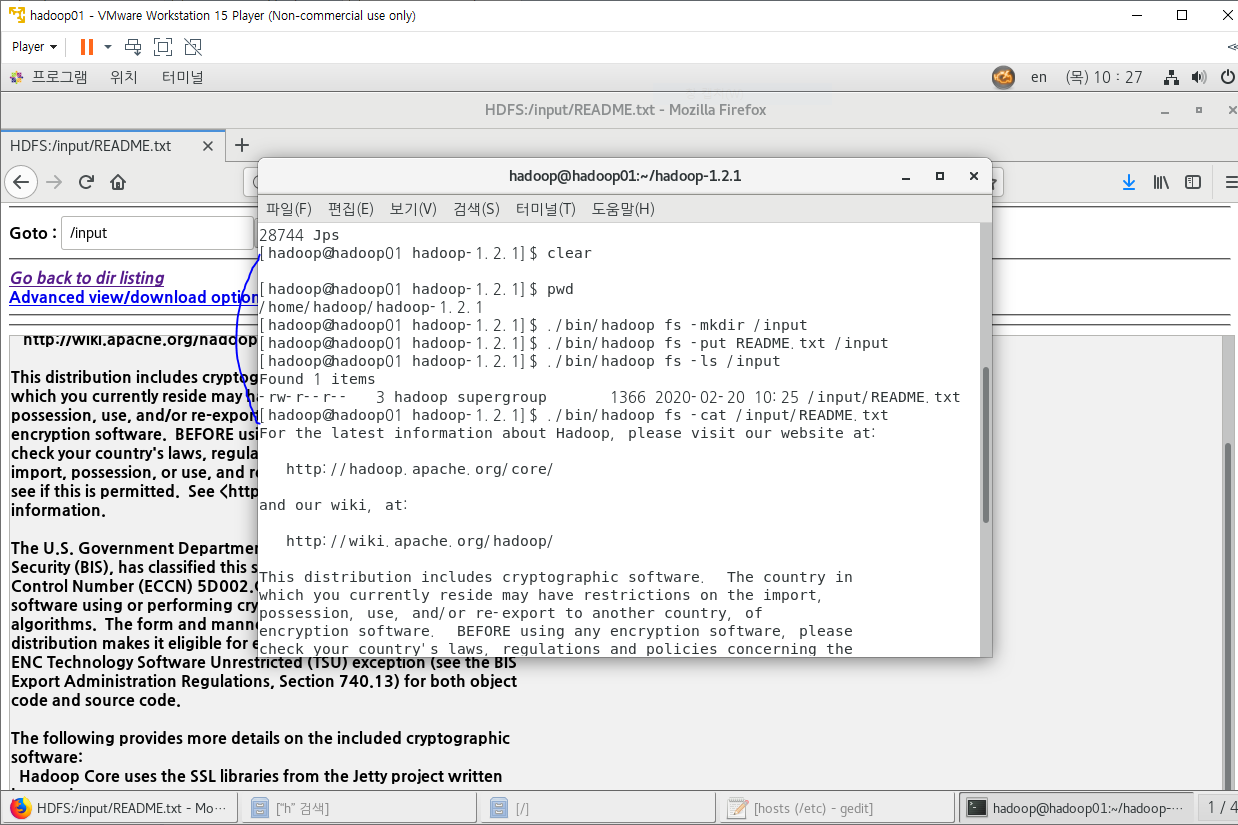 hadoop01 - VMware Workstation 15 Player (Non-commercial use only)
Player
프로그램 위치 터미널 en (목) 10 : 27
HDFS:/input/README.txt - Mozilla Firefox
HDFS:/input/README.txt
hadoop@hadoop01:~/hadoop-1.2.1
파일(F) 편집(E) 보기(V) 검색(S) 터미널(T) 도움말(H)
Goto : /input
Go back to dir listing
Advanced view/download option
http://wiki.apache.org/hadoop
This distribution includes cryptog
which you currently reside may ha
possession, use, and/or re-export
encryption software. BEFORE usi
check your country's laws, regula
import, possession, or use, and re
see if this is permitted. See <http
information.
The U.S. Government Departmen
Security (BIS), has classified this s
Control Number (ECCN) 5D002.C
software using or performing cry
algorithms. The form and manne
distribution makes it eligible for e
ENC Technology Software Unrestricted (TSU) exception (see the BIS
Export Administration Regulations, Section 740.13) for both object
code and source code.
The following provides more details on the included cryptographic
software:
Hadoop Core uses the SSL libraries from the Jetty project written
28744 Jps
[hadoop@hadoop01 hadoop-1.2.1]$ clear
[hadoop@hadoop01 hadoop-1.2.1]$ pwd
/home/hadoop/hadoop-1.2.1
[hadoop@hadoop01 hadoop-1.2.1]$ ./bin/hadoop fs -mkdir /input
[hadoop@hadoop01 hadoop-1.2.1]$ ./bin/hadoop fs -put README.txt /input
[hadoop@hadoop01 hadoop-1.2.1]$ ./bin/hadoop fs -ls /input
Found 1 items
-rw-r--r--   3 hadoop supergroup       1366 2020-02-20 10:25 /input/README.txt
[hadoop@hadoop01 hadoop-1.2.1]$ ./bin/hadoop fs -cat /input/README.txt
For the latest information about Hadoop, please visit our website at:
http://hadoop.apache.org/core/
and our wiki, at:
http://wiki.apache.org/hadoop/
This distribution includes cryptographic software.  The country in
which you currently reside may have restrictions on the import,
possession, use, and/or re-export to another country, of
encryption software.  BEFORE using any encryption software, please
check your country's laws, regulations and policies concerning the
HDFS:/input/README.txt - Mo··· ["h" 검색] [/] [hosts (/etc) - gedit] hadoop@hadoop01:~/hadoop-··· 1 / 4